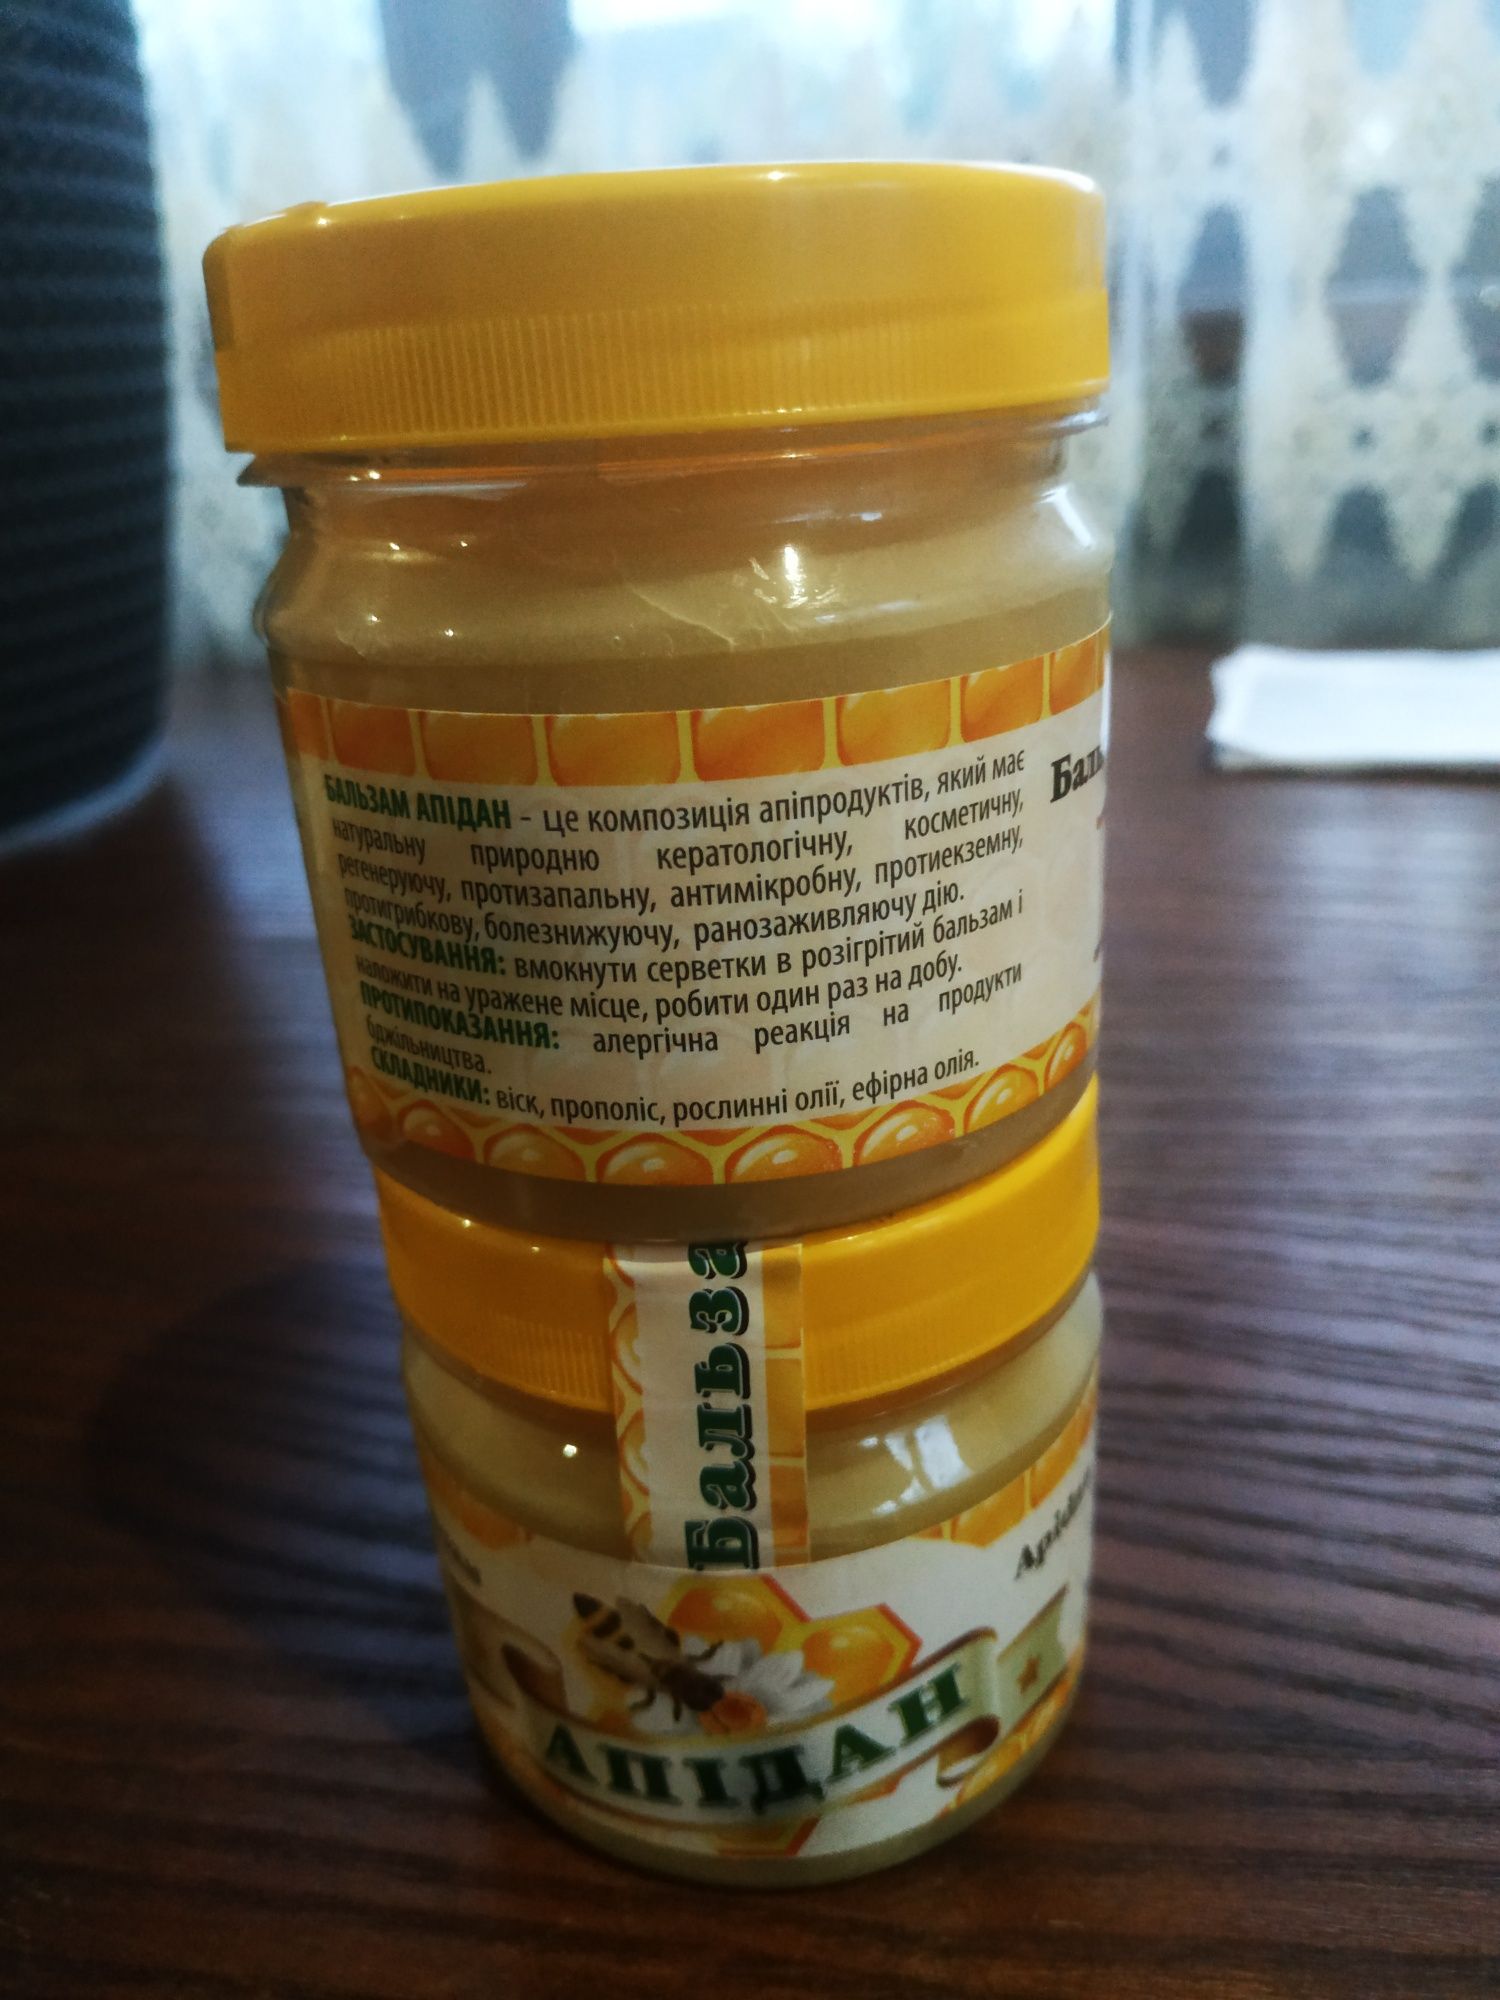 БАЛЬЗАМ АПІДАН - це композиція апіпродуктів, який має
натуральну природню кератологічну, косметичну,
регенеруючу, протизапальну, антимікробну, протиекземну,
протигрибкову, болезнижуючу, ранозаживляючу дію.
ЗАСТОСУВАННЯ: вмокнути серветки в розігрітий бальзам і
наложити на уражене місце, робити один раз на добу.
ПРОТИПОКАЗАННЯ: алергічна реакція на продукти
бджільництва.
СКЛАДНИКИ: віск, прополіс, рослинні олії, ефірна олія.
Баль
Бальза
АПІДАН